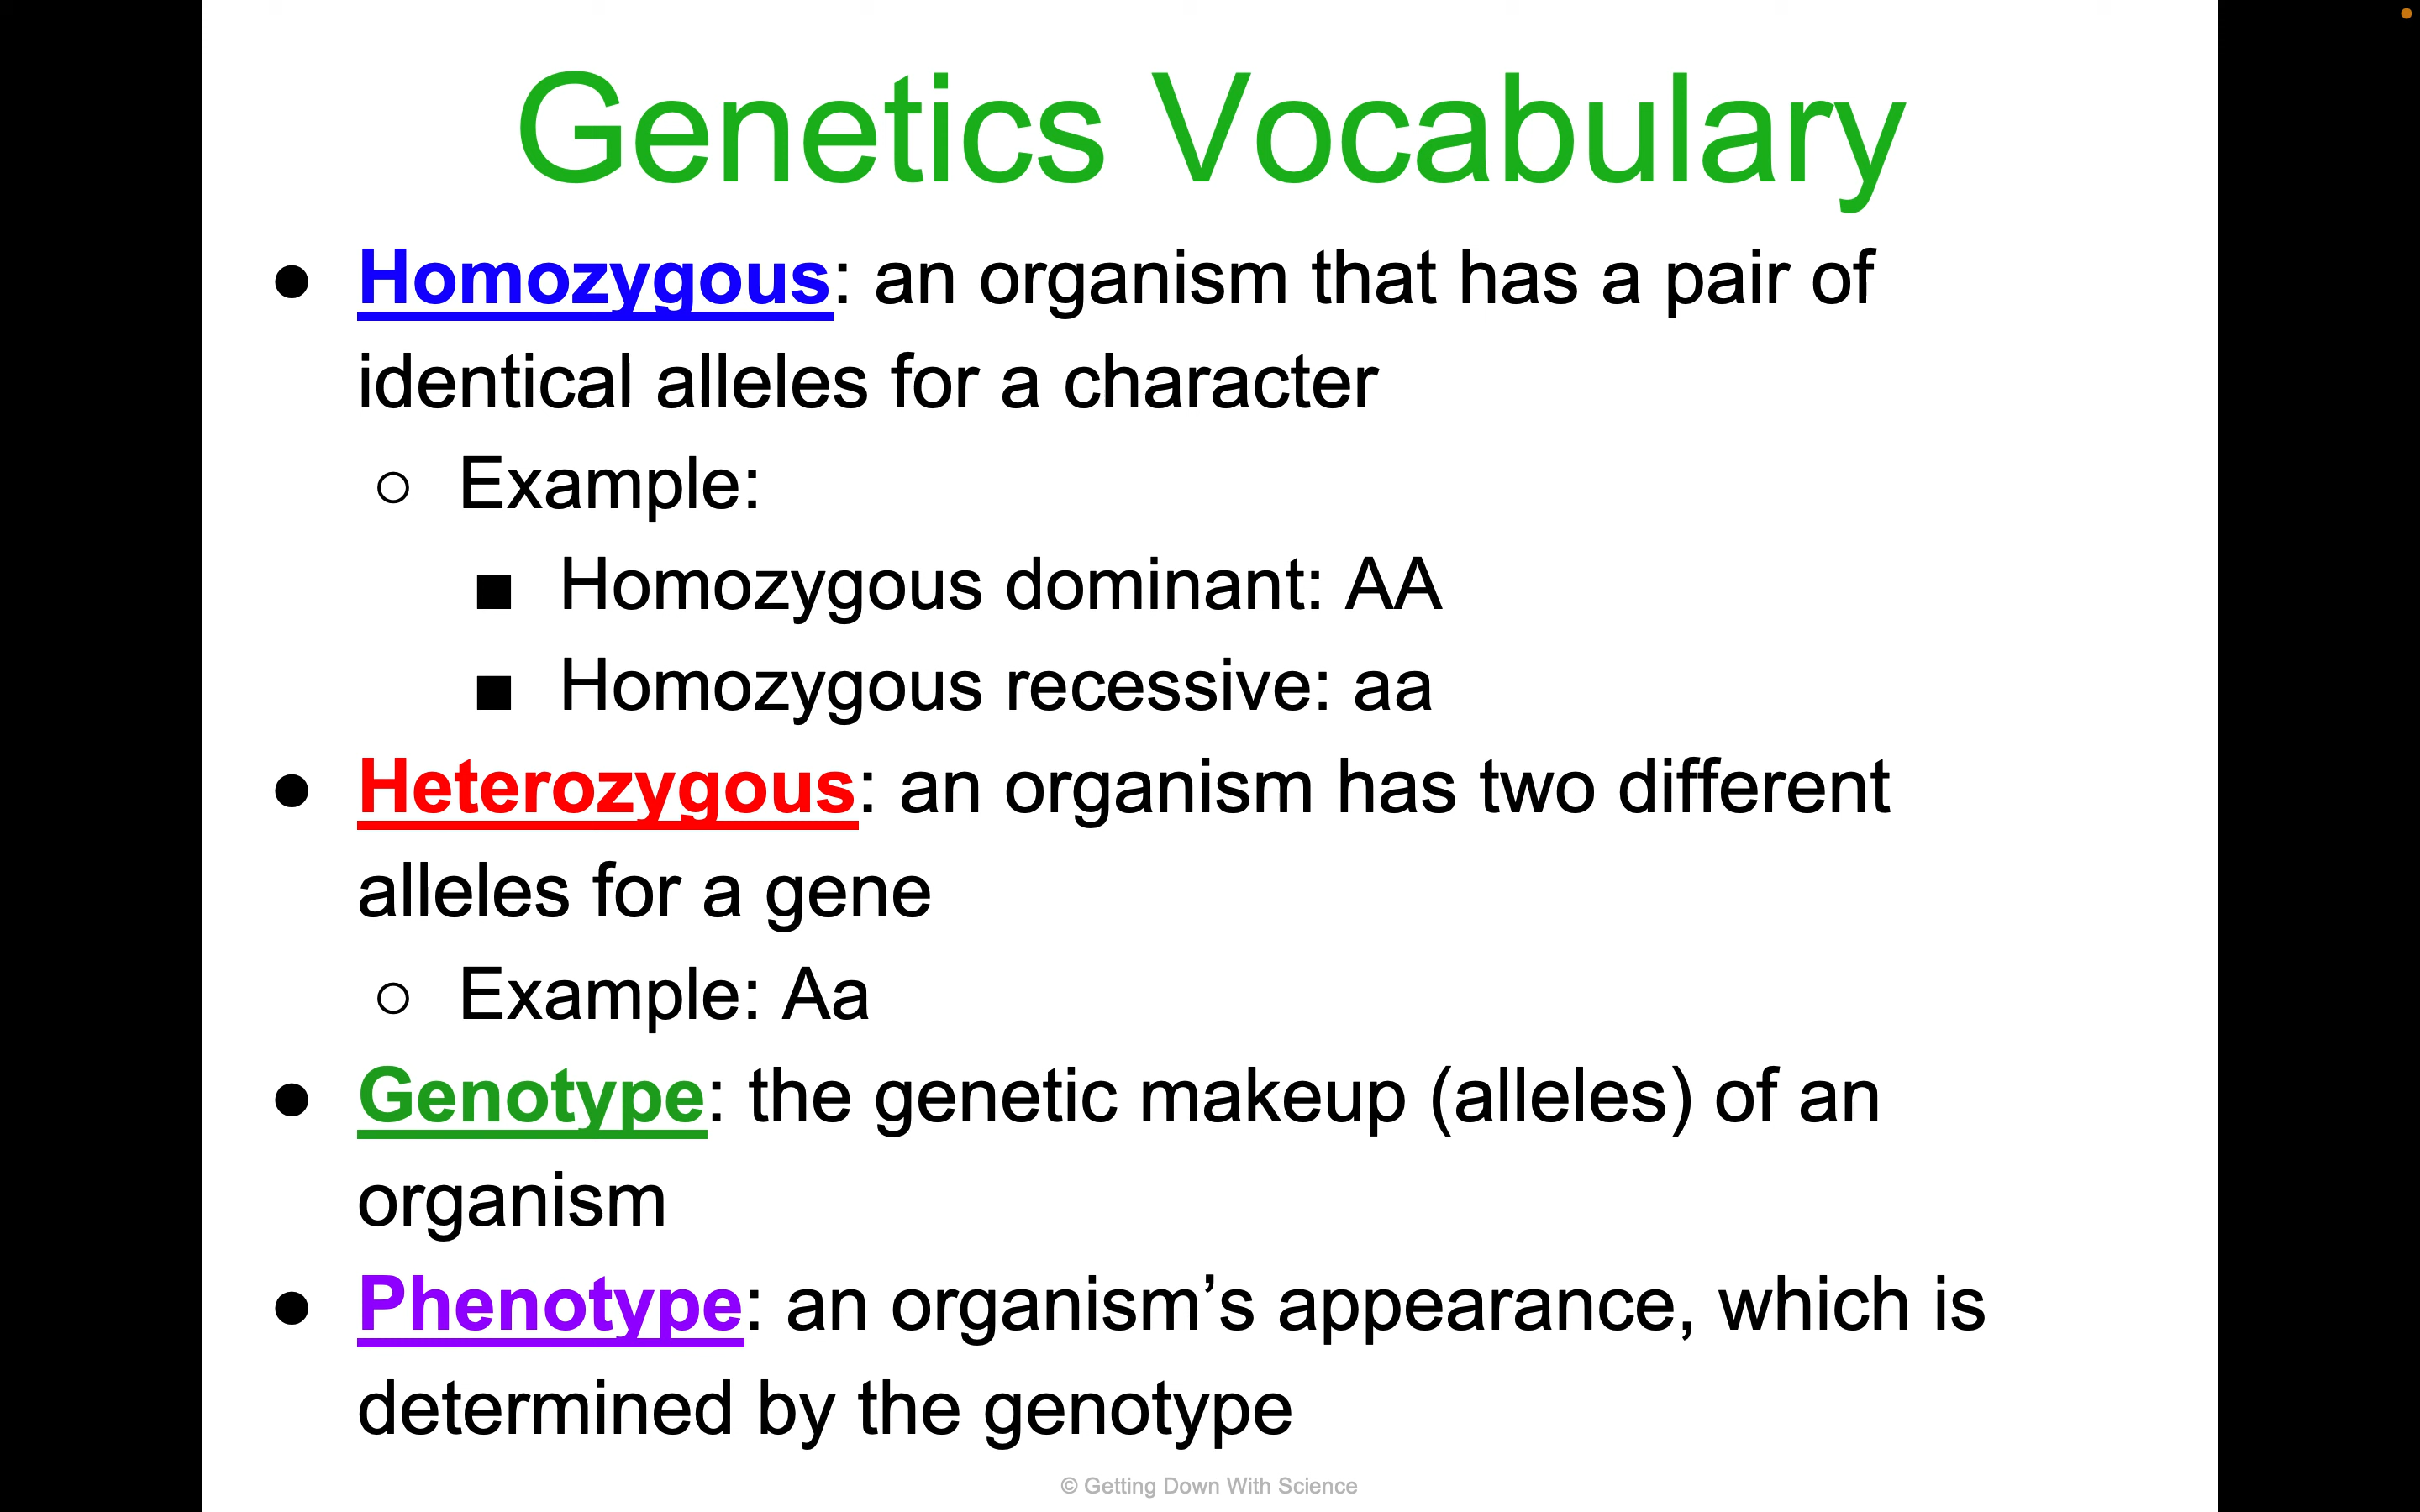 Genetics Vocabulary
● Homozygous: an organism that has a pair of
identical alleles for a character
○ Example:
■ Homozygous dominant: AA
■ Homozygous recessive: aa
● Heterozygous: an organism has two different
alleles for a gene
○ Example: Aa
● Genotype: the genetic makeup (alleles) of an
organism
● Phenotype: an organism’s appearance, which is
determined by the genotype
© Getting Down With Science